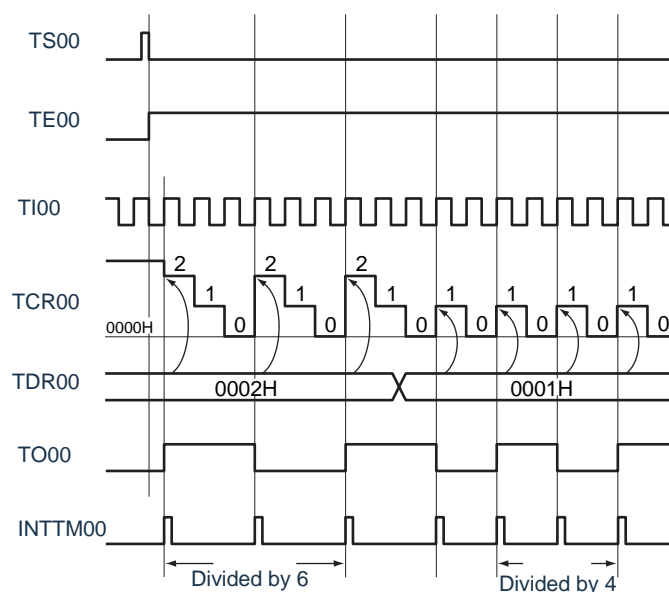 TS00
TE00
TI00
2 2 2
1 1 1 1 1 1 1
TCR00
0 0 0 0 0 0 0
0000H
TDR00
0002H 0001H
TO00
INTTM00
Divided by 6 Divided by 4